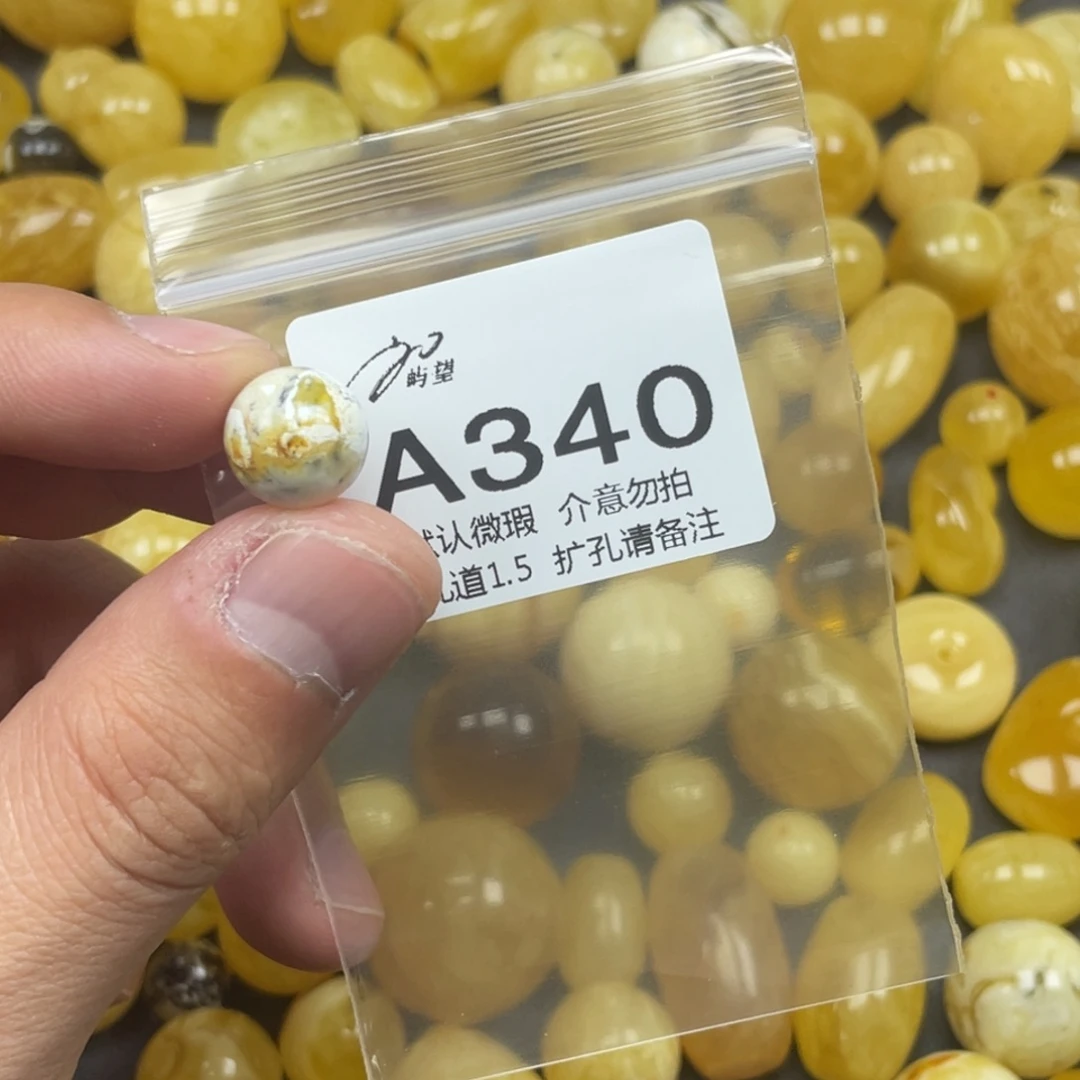 屿望
A340
认微瑕 介意勿拍
道1.5 扩孔请备注